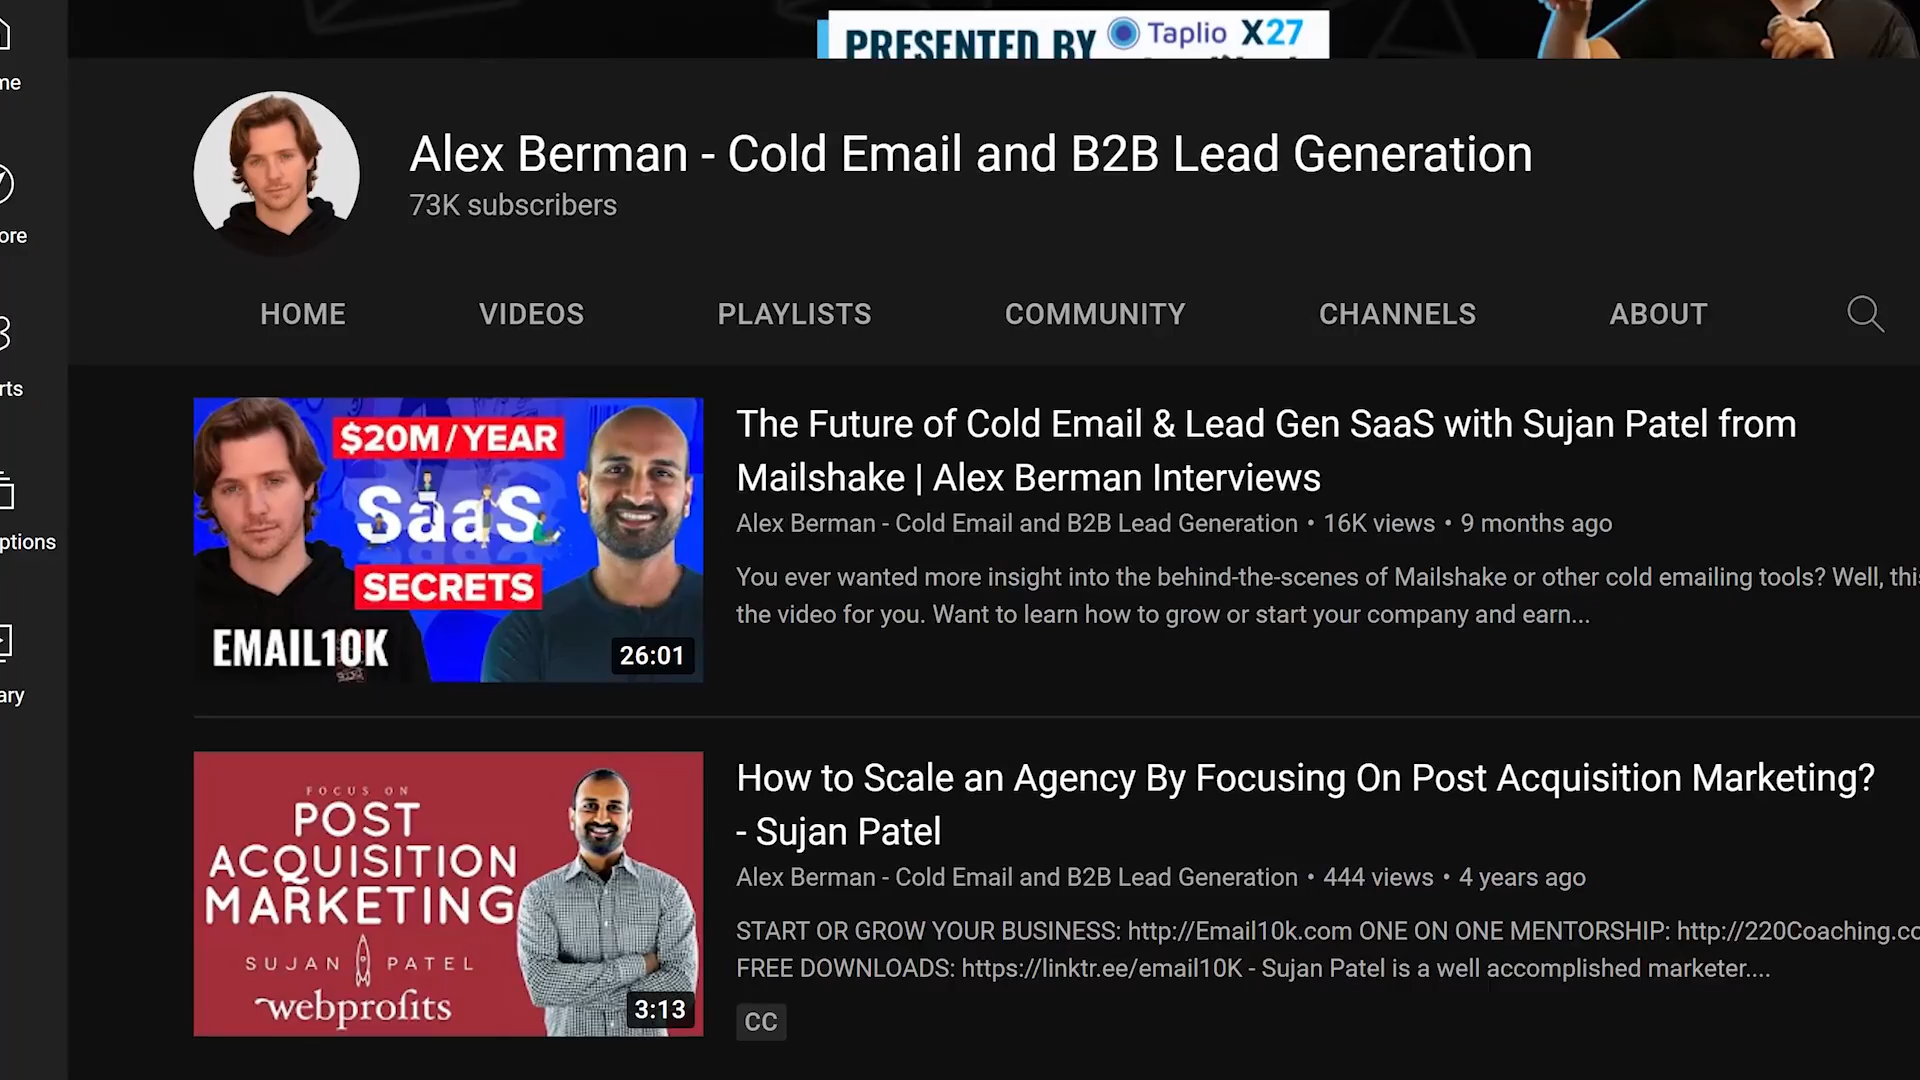 PRESENTED BY Taplio X27
me
Alex Berman - Cold Email and B2B Lead Generation
73K subscribers
ore
HOME VIDEOS PLAYLISTS COMMUNITY CHANNELS ABOUT
rts
$20M/YEAR
SaaS
SECRETS
EMAIL10K
26:01
The Future of Cold Email & Lead Gen SaaS with Sujan Patel from
Mailshake | Alex Berman Interviews
Alex Berman - Cold Email and B2B Lead Generation • 16K views • 9 months ago
ptions
You ever wanted more insight into the behind-the-scenes of Mailshake or other cold emailing tools? Well, this
the video for you. Want to learn how to grow or start your company and earn...
ary
FOCUS ON
POST
ACQUISITION
MARKETING
SUJAN PATEL
webprofits
3:13
How to Scale an Agency By Focusing On Post Acquisition Marketing?
- Sujan Patel
Alex Berman - Cold Email and B2B Lead Generation • 444 views • 4 years ago
START OR GROW YOUR BUSINESS: http://Email10k.com ONE ON ONE MENTORSHIP: http://220Coaching.co
FREE DOWNLOADS: https://linktr.ee/email10K - Sujan Patel is a well accomplished marketer....
CC